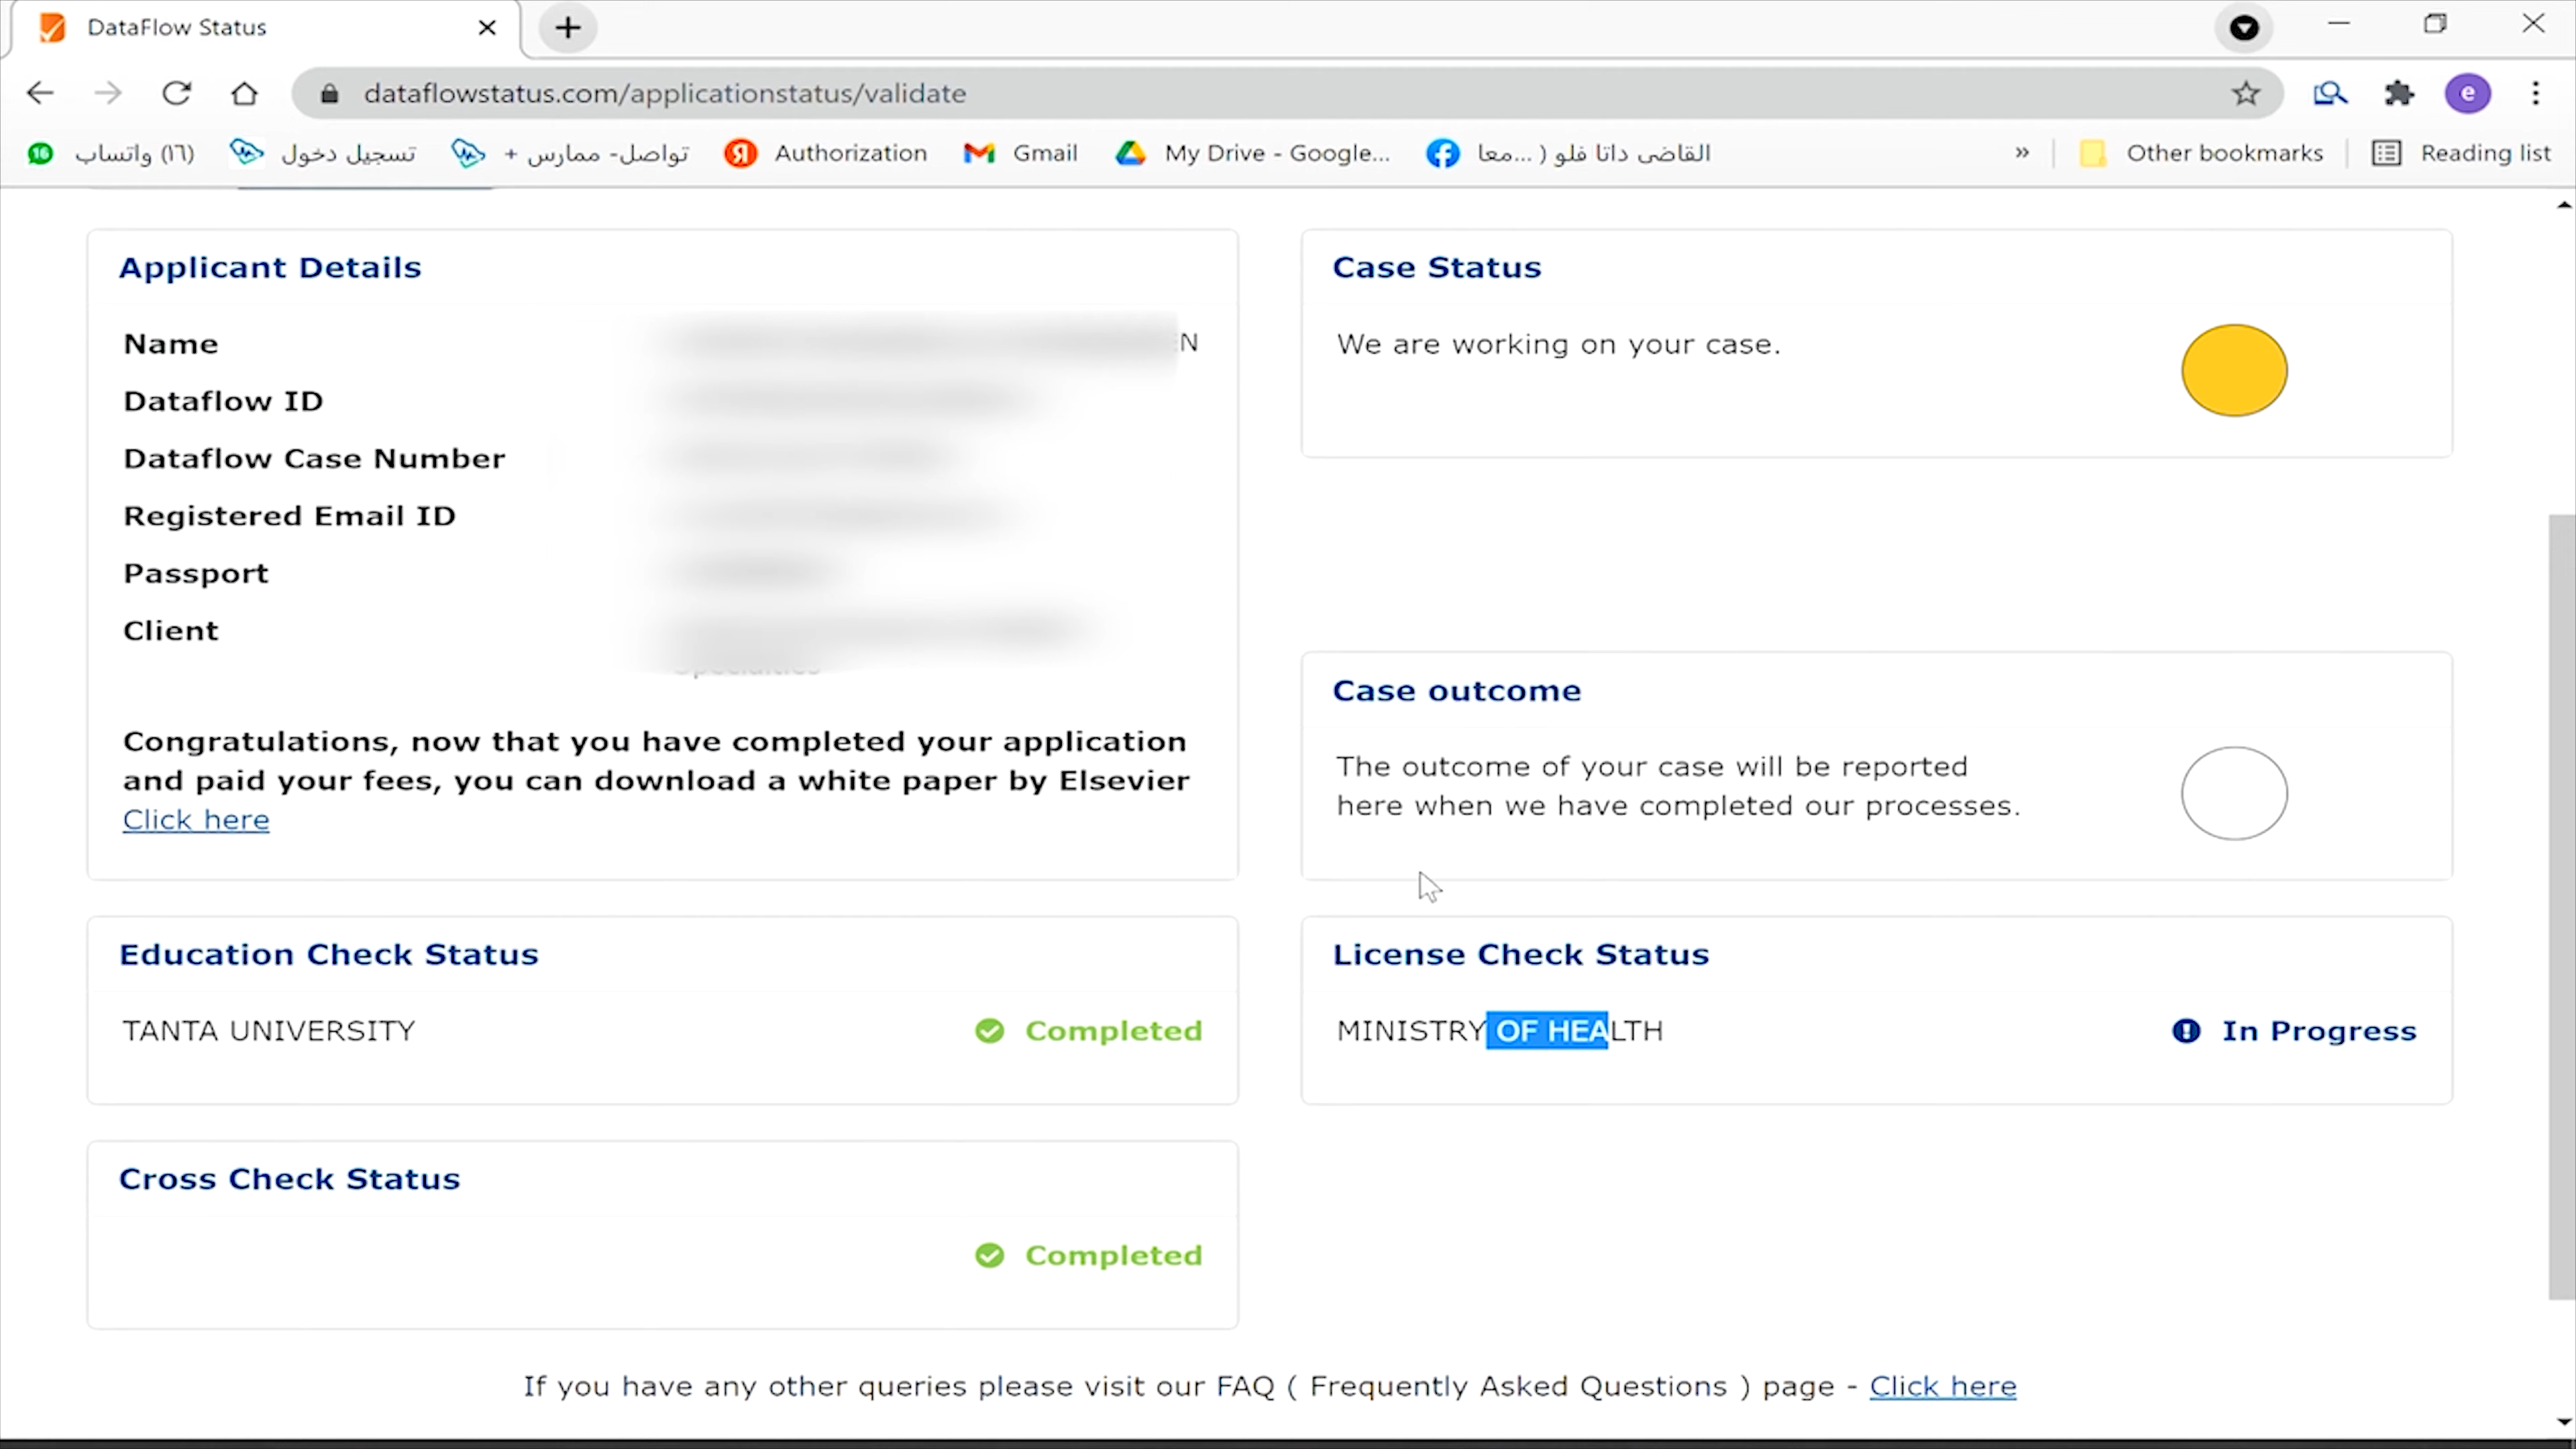 DataFlow Status
dataflowstatus.com/applicationstatus/validate
e
16
واتساب (١٦)
تسجيل دخول
تواصل- ممارس +
Я
Authorization
Gmail
My Drive - Google...
القاضى داتا فلو ( ...معا
»
Other bookmarks
Reading list
Applicant Details
Name
N
Dataflow ID
Dataflow Case Number
Registered Email ID
Passport
Client
Specialties
Congratulations, now that you have completed your application
and paid your fees, you can download a white paper by Elsevier
Click here
Case Status
We are working on your case.
Case outcome
The outcome of your case will be reported
here when we have completed our processes.
Education Check Status
TANTA UNIVERSITY
Completed
License Check Status
MINISTRY OF HEALTH
In Progress
Cross Check Status
Completed
If you have any other queries please visit our FAQ ( Frequently Asked Questions ) page - Click here